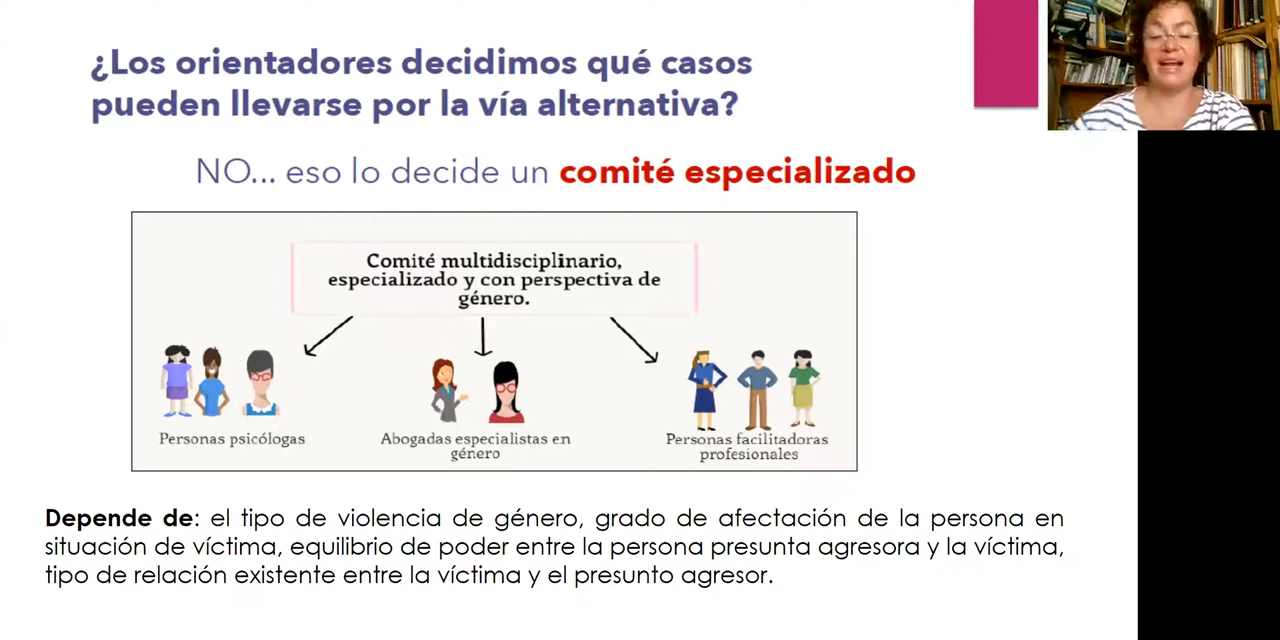 ¿Los orientadores decidimos qué casos
pueden llevarse por la vía alternativa?
NO... eso lo decide un comité especializado
Comité multidisciplinario,
especializado y con perspectiva de
género.
Personas psicólogas
Abogadas especialistas en
género
Personas facilitadoras
profesionales
Depende de: el tipo de violencia de género, grado de afectación de la persona en
situación de víctima, equilibrio de poder entre la persona presunta agresora y la víctima,
tipo de relación existente entre la víctima y el presunto agresor.